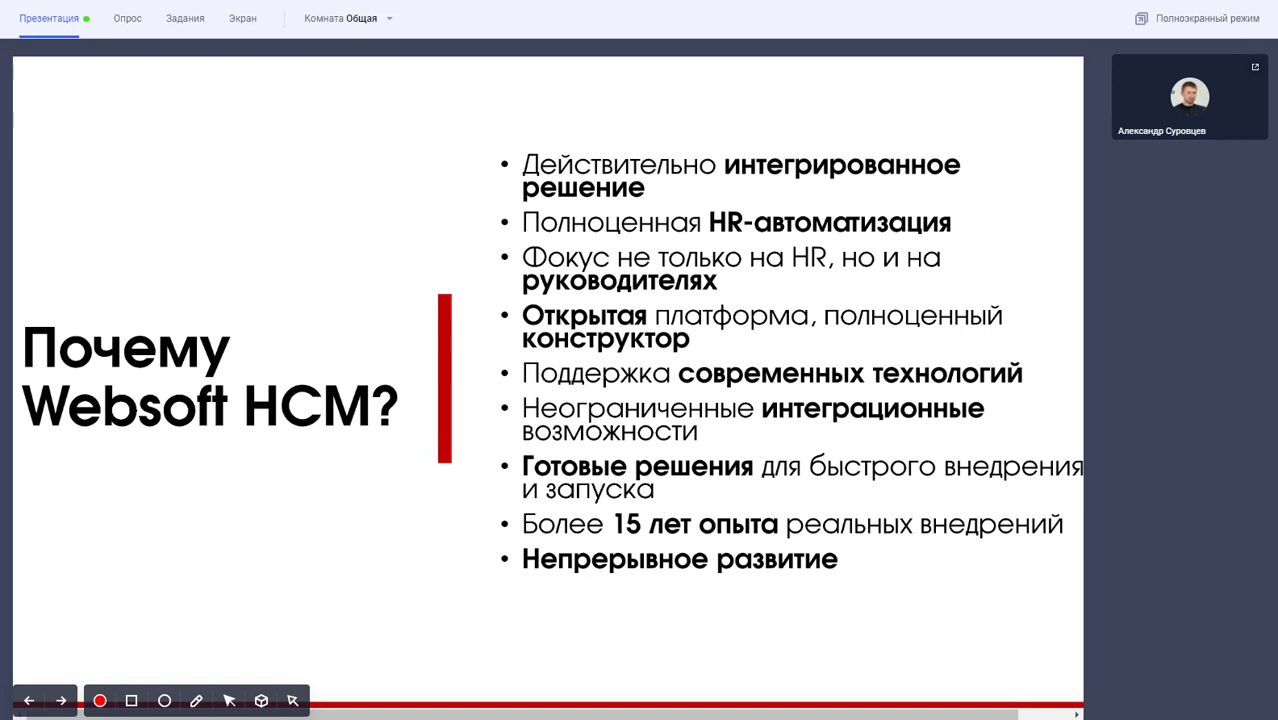 Презентация
Опрос
Задания
Экран
Комната Общая
Полноэкранный режим
Александр Суровцев
Почему
Websoft HCM?
• Действительно интегрированное
решение
• Полноценная HR-автоматизация
• Фокус не только на HR, но и на
руководителях
• Открытая платформа, полноценный
конструктор
• Поддержка современных технологий
• Неограниченные интеграционные
возможности
• Готовые решения для быстрого внедрения
и запуска
• Более 15 лет опыта реальных внедрений
• Непрерывное развитие